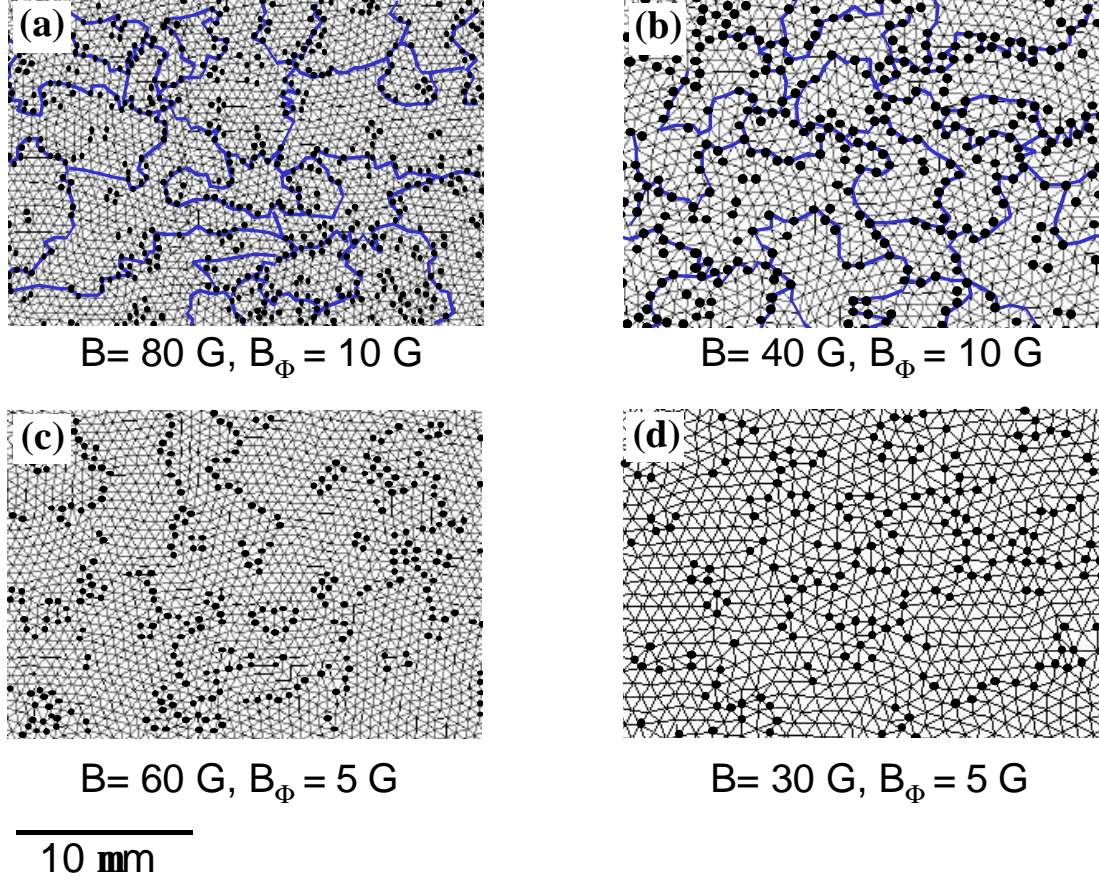 (a)
(b)
B= 80 G, BΦ = 10 G
B= 40 G, BΦ = 10 G
(c)
(d)
B= 60 G, BΦ = 5 G
B= 30 G, BΦ = 5 G
10 mm